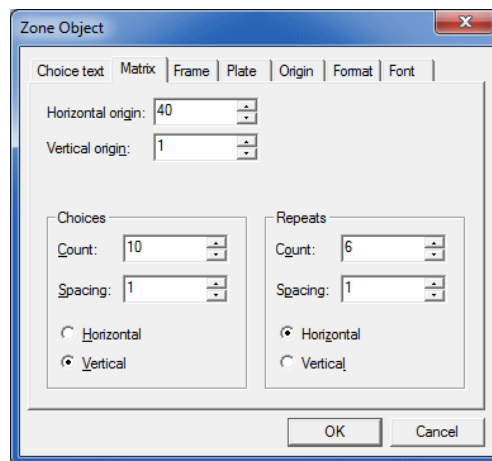 Zone Object
Choice text Matrix Frame Plate Origin Format Font
Horizontal origin: 40
Vertical origin: 1
Choices Repeats
Count: 10 Count: 6
Spacing: 1 Spacing: 1
Horizontal Horizontal
Vertical Vertical
OK Cancel